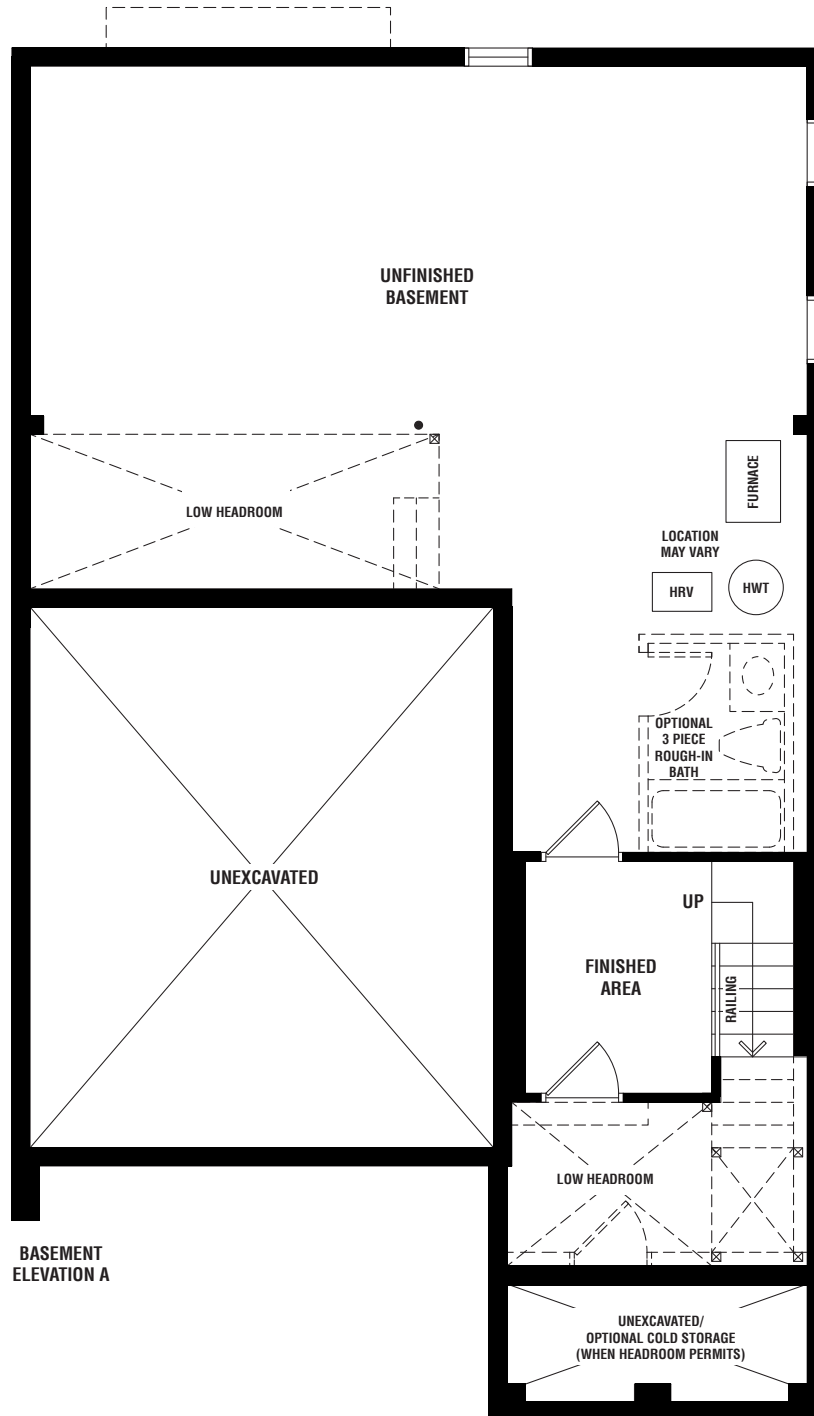 UNFINISHED
BASEMENT
LOW HEADROOM
FURNACE
LOCATION
MAY VARY
HRV
HWT
OPTIONAL
3 PIECE
ROUGH-IN
BATH
UNEXCAVATED
UP
FINISHED
AREA
RAILING
LOW HEADROOM
BASEMENT
ELEVATION A
UNEXCAVATED/
OPTIONAL COLD STORAGE
(WHEN HEADROOM PERMITS)